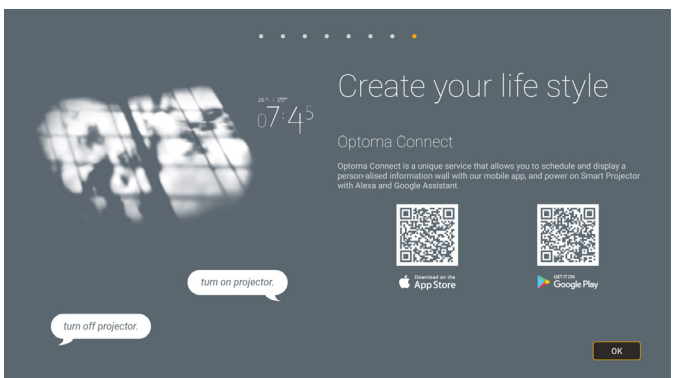 26°C
07:45
Create your life style
Optoma Connect
Optoma Connect is a unique service that allows you to schedule and display a
person-alised information wall with our mobile app, and power on Smart Projector
with Alexa and Google Assistant.
Download on the
App Store
GET IT ON
Google Play
turn on projector.
turn off projector.
OK